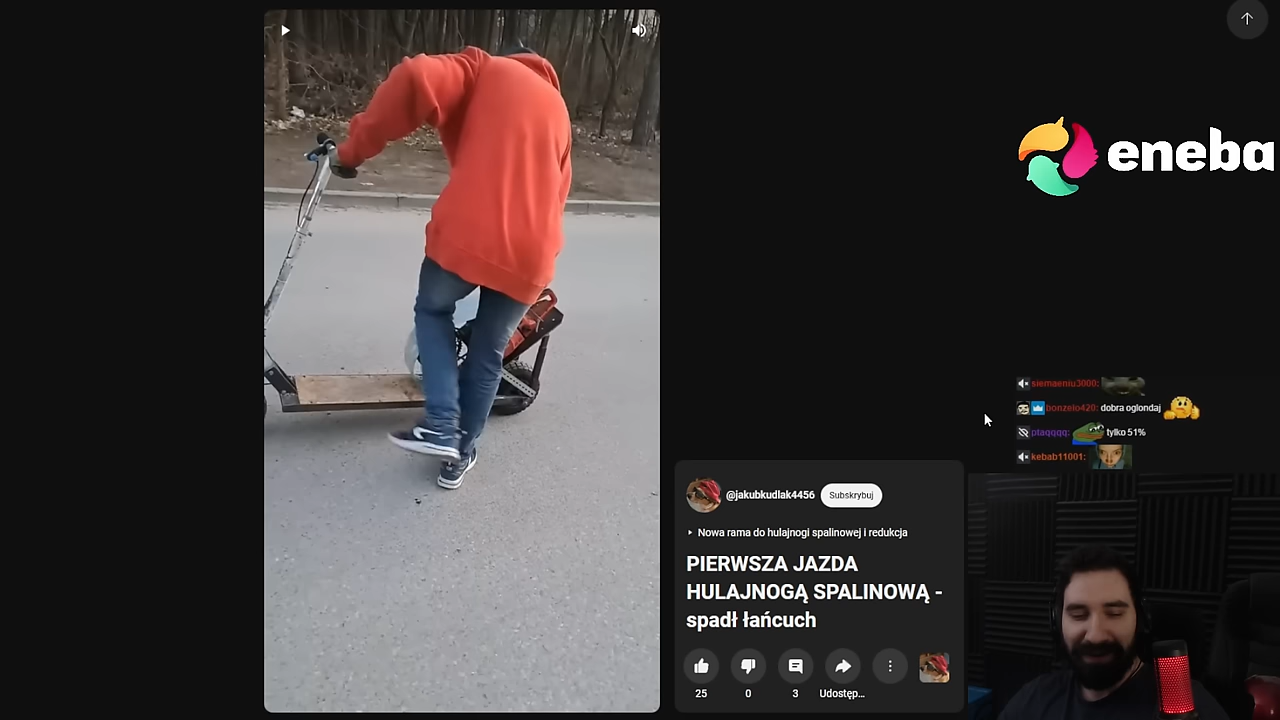 eneba
siemaeniu3000:
bonzelo420: dobra oglondaj
ptaqqqq: tylko 51%
kebab11001:
@jakubkudlak4456 Subskrybuj
Nowa rama do hulajnogi spalinowej i redukcja
PIERWSZA JAZDA
HULAJNOGĄ SPALINOWĄ -
spadł łańcuch
25 0 3 Udostęp...